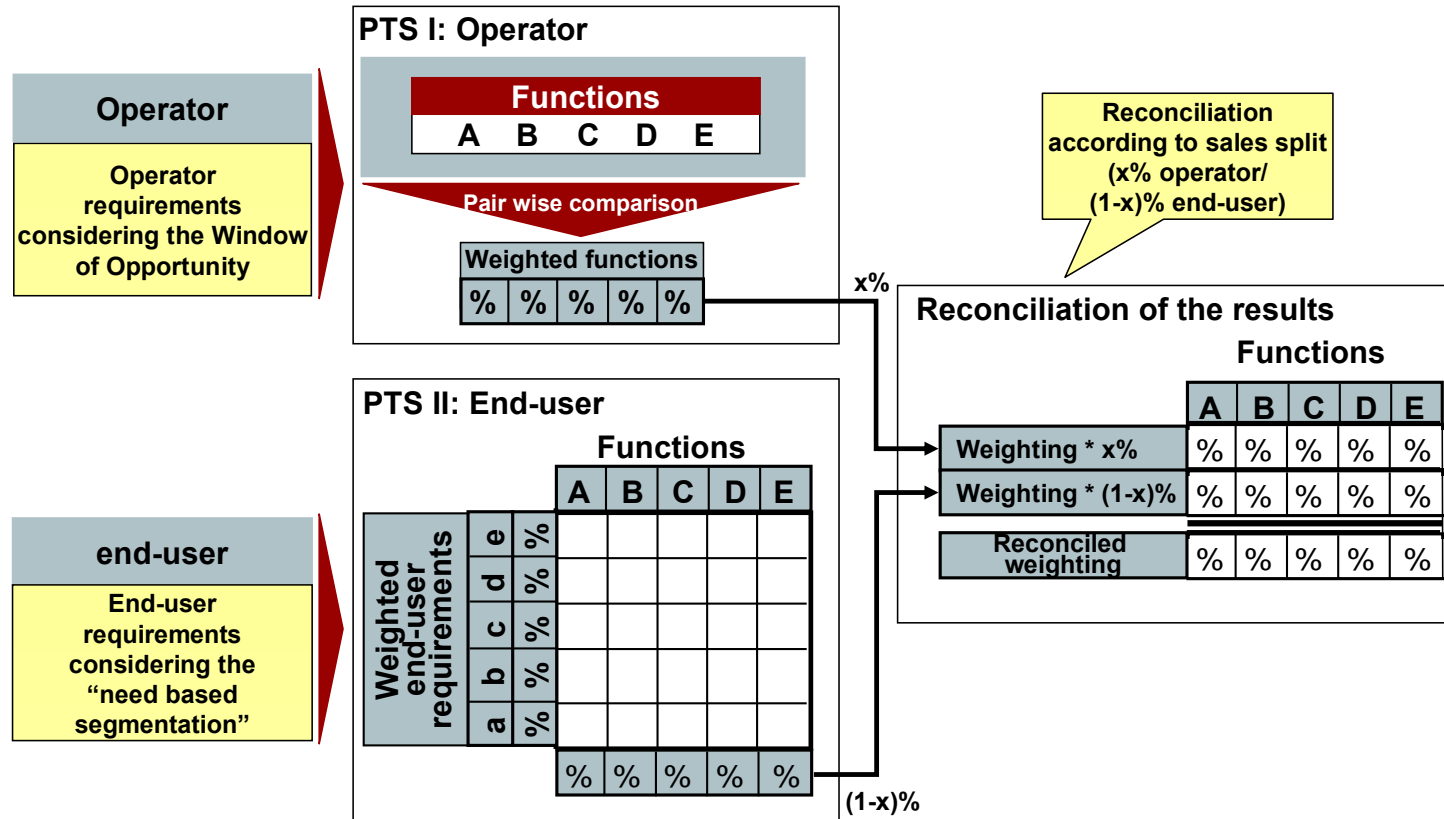 Operator
Operator
requirements
considering the Window
of Opportunity
PTS I: Operator
Functions
A B C D E
Pair wise comparison
Weighted functions
% % % % %
x%
Reconciliation
according to sales split
(x% operator/
(1-x)% end-user)
Reconciliation of the results
Functions
A B C D E
Weighting * x% % % % % %
Weighting * (1-x)% % % % % %
Reconciled
weighting
% % % % %
end-user
End-user
requirements
considering the
“need based
segmentation”
PTS II: End-user
Functions
A B C D E
Weighted
end-user
requirements
e %
d %
c %
b %
a %
% % % % %
(1-x)%